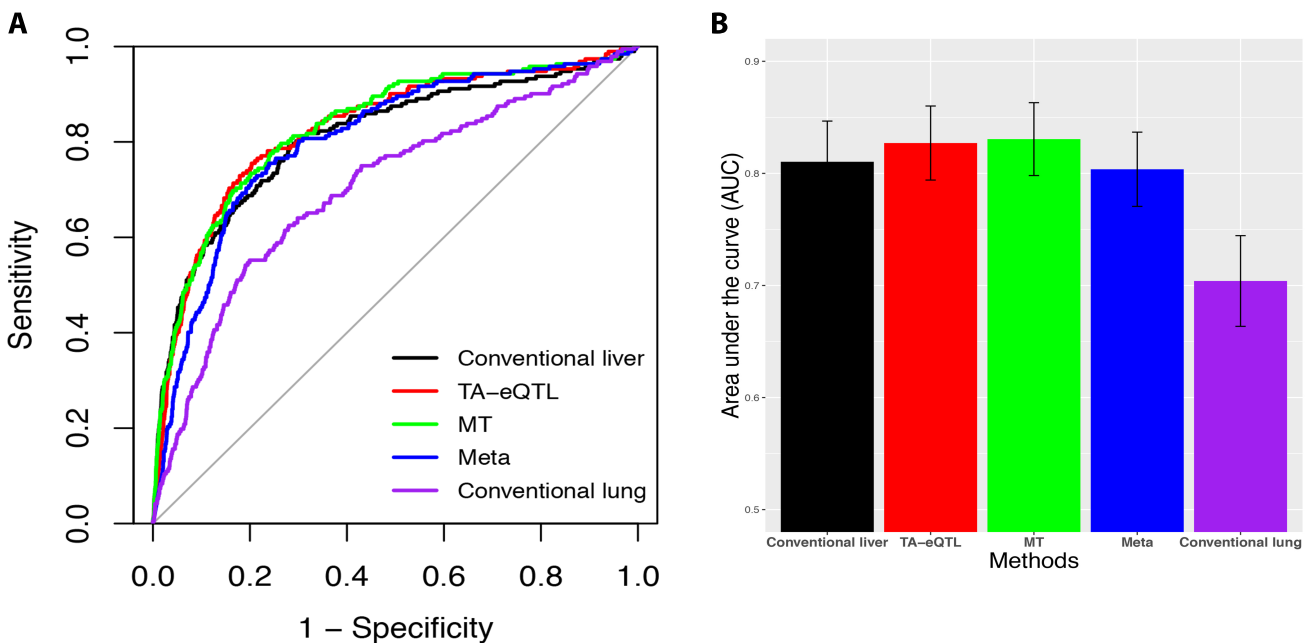 A
Sensitivity
1.0
0.8
0.6
0.4
0.2
0.0
Conventional liver
TA−eQTL
MT
Meta
Conventional lung
0.0 0.2 0.4 0.6 0.8 1.0
1 − Specificity
B
Area under the curve (AUC)
0.9
0.8
0.7
0.6
0.5
Conventional liver TA−eQTL MT Meta Conventional lung
Methods